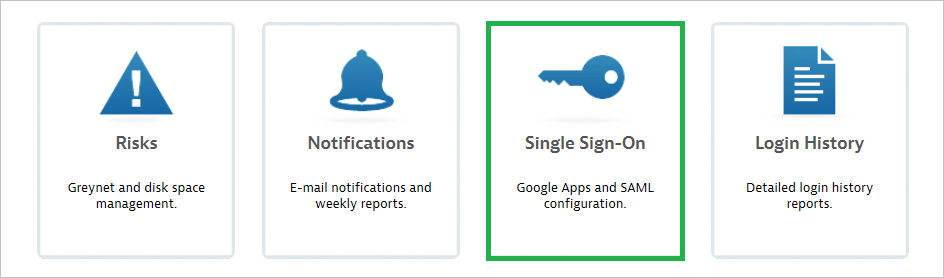 Risks
Greynet and disk space
management.
Notifications
E-mail notifications and
weekly reports.
Single Sign-On
Google Apps and SAML
configuration.
Login History
Detailed login history
reports.